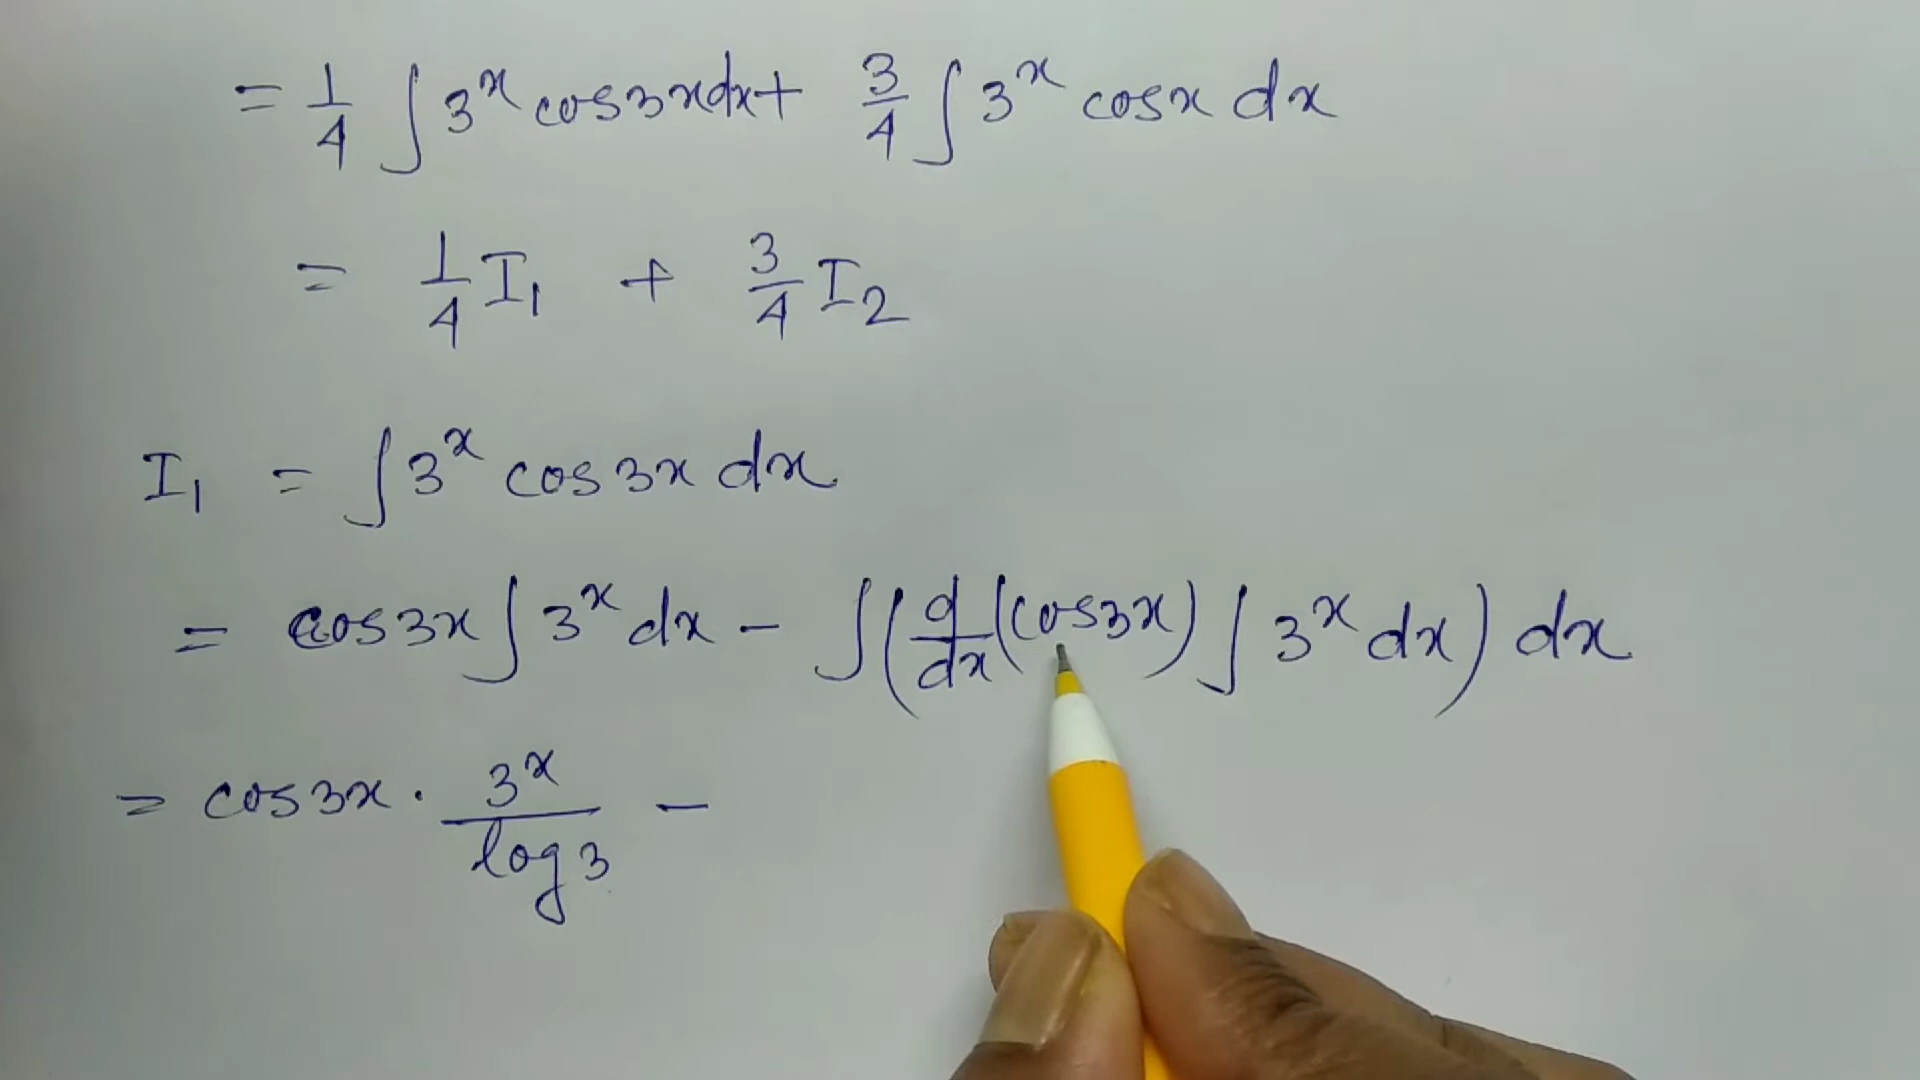 = 1/4 ∫ 3^x cos3x dx + 3/4 ∫ 3^x cosx dx
= 1/4 I₁ + 3/4 I₂
I₁ = ∫ 3^x cos3x dx
= cos3x ∫ 3^x dx - ∫ (d/dx (cos3x) ∫ 3^x dx) dx
= cos3x · 3^x/log3 -